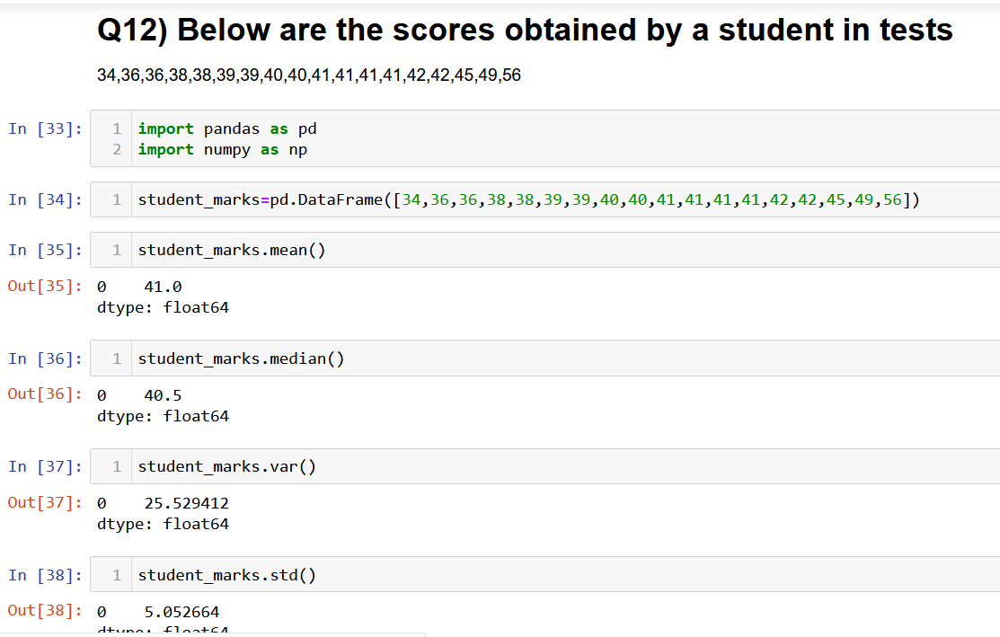 Q12) Below are the scores obtained by a student in tests
34,36,36,38,38,39,39,40,40,41,41,41,41,42,42,45,49,56
In [33]:
1 import pandas as pd
2 import numpy as np
In [34]:
1 student_marks=pd.DataFrame([34,36,36,38,38,39,39,40,40,41,41,41,41,42,42,45,49,56])
In [35]:
1 student_marks.mean()
Out[35]:
0    41.0
dtype: float64
In [36]:
1 student_marks.median()
Out[36]:
0    40.5
dtype: float64
In [37]:
1 student_marks.var()
Out[37]:
0    25.529412
dtype: float64
In [38]:
1 student_marks.std()
Out[38]:
0    5.052664
dtype: float64